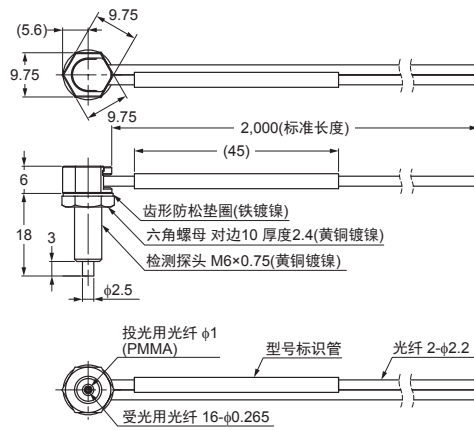 9.75
(5.6)
9.75
9.75
2,000(标准长度)
(45)
6
18
3
齿形防松垫圈(铁镀镍)
六角螺母 对边10 厚度2.4(黄铜镀镍)
检测探头 M6×0.75(黄铜镀镍)
ϕ2.5
投光用光纤 ϕ1
(PMMA)
型号标识管
光纤 2-ϕ2.2
受光用光纤 16-ϕ0.265